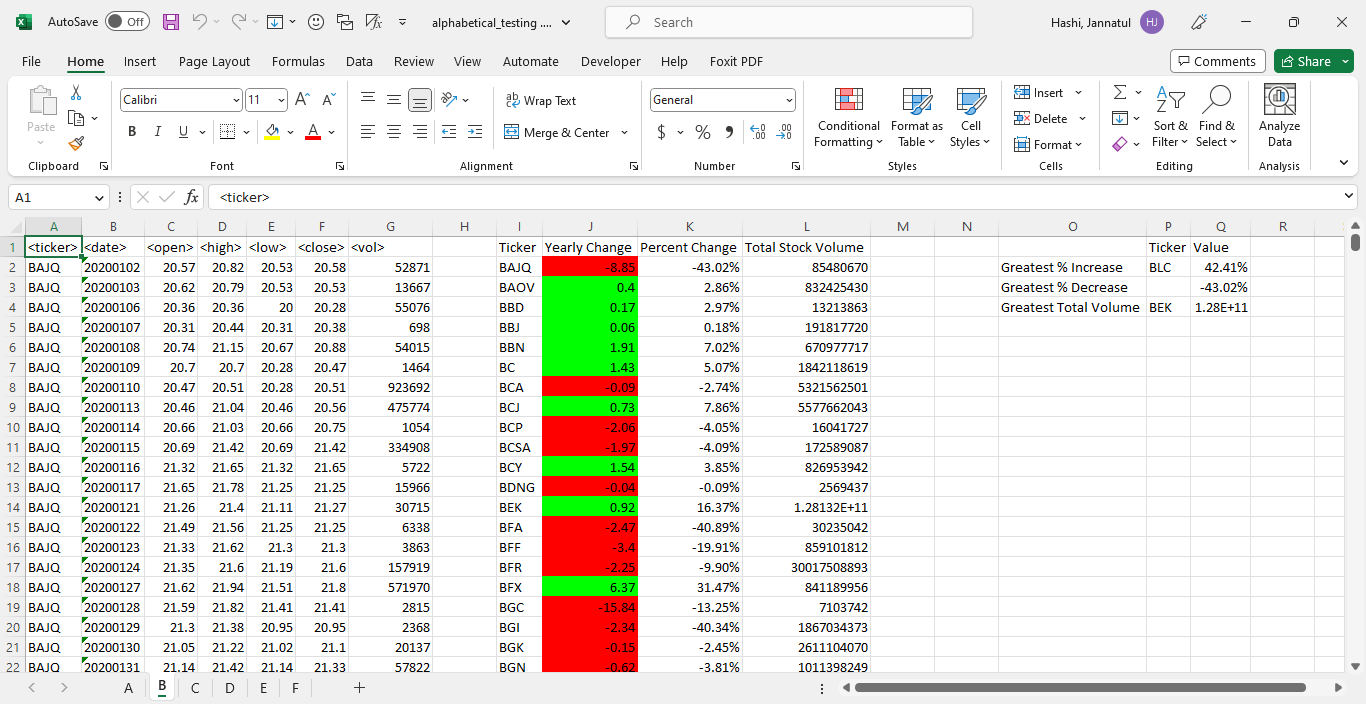 AutoSave Off alphabetical_testing .... Search Hashi, Jannatul HJ
File Home Insert Page Layout Formulas Data Review View Automate Developer Help Foxit PDF Comments Share
Paste Calibri 11 Wrap Text Merge & Center General Conditional Formatting Format as Table Cell Styles Insert Delete Format Sort & Filter Find & Select Analyze Data
Clipboard Font Alignment Number Styles Cells Editing Analysis
A1 fx <ticker>
A B C D E F G H I J K L M N O P Q R
1 <ticker> <date> <open> <high> <low> <close> <vol> Ticker Yearly Change Percent Change Total Stock Volume Ticker Value
2 BAJQ 20200102 20.57 20.82 20.53 20.58 52871 BAJQ -8.85 -43.02% 85480670 Greatest % Increase BLC 42.41%
3 BAJQ 20200103 20.62 20.79 20.53 20.53 13667 BAOV 0.4 2.86% 832425430 Greatest % Decrease -43.02%
4 BAJQ 20200106 20.36 20.36 20 20.28 55076 BBD 0.17 2.97% 13213863 Greatest Total Volume BEK 1.28E+11
5 BAJQ 20200107 20.31 20.44 20.31 20.38 698 BBJ 0.06 0.18% 191817720
6 BAJQ 20200108 20.74 21.15 20.67 20.88 54015 BBN 1.91 7.02% 670977717
7 BAJQ 20200109 20.7 20.7 20.28 20.47 1464 BC 1.43 5.07% 1842118619
8 BAJQ 20200110 20.47 20.51 20.28 20.51 923692 BCA -0.09 -2.74% 5321562501
9 BAJQ 20200113 20.46 21.04 20.46 20.56 475774 BCJ 0.73 7.86% 5577662043
10 BAJQ 20200114 20.66 21.03 20.66 20.75 1054 BCP -2.06 -4.05% 16041727
11 BAJQ 20200115 20.69 21.42 20.69 21.42 334908 BCSA -1.97 -4.09% 172589087
12 BAJQ 20200116 21.32 21.65 21.32 21.65 5722 BCY 1.54 3.85% 826953942
13 BAJQ 20200117 21.65 21.78 21.25 21.25 15966 BDNG -0.04 -0.09% 2569437
14 BAJQ 20200121 21.26 21.4 21.11 21.27 30715 BEK 0.92 16.37% 1.28132E+11
15 BAJQ 20200122 21.49 21.56 21.25 21.25 6338 BFA -2.47 -40.89% 30235042
16 BAJQ 20200123 21.33 21.62 21.3 21.3 3863 BFF -3.4 -19.91% 859101812
17 BAJQ 20200124 21.35 21.6 21.19 21.6 157919 BFR -2.25 -9.90% 30017508893
18 BAJQ 20200127 21.62 21.94 21.51 21.8 571970 BFX 6.37 31.47% 841189956
19 BAJQ 20200128 21.59 21.82 21.41 21.41 2815 BGC -15.84 -13.25% 7103742
20 BAJQ 20200129 21.3 21.38 20.95 20.95 2368 BGI -2.34 -40.34% 1867034373
21 BAJQ 20200130 21.05 21.22 21.02 21.1 20137 BGK -0.15 -2.45% 2611104070
22 BAJQ 20200131 21.14 21.42 21.14 21.33 57822 BGN -0.62 -3.81% 1011398249
A B C D E F